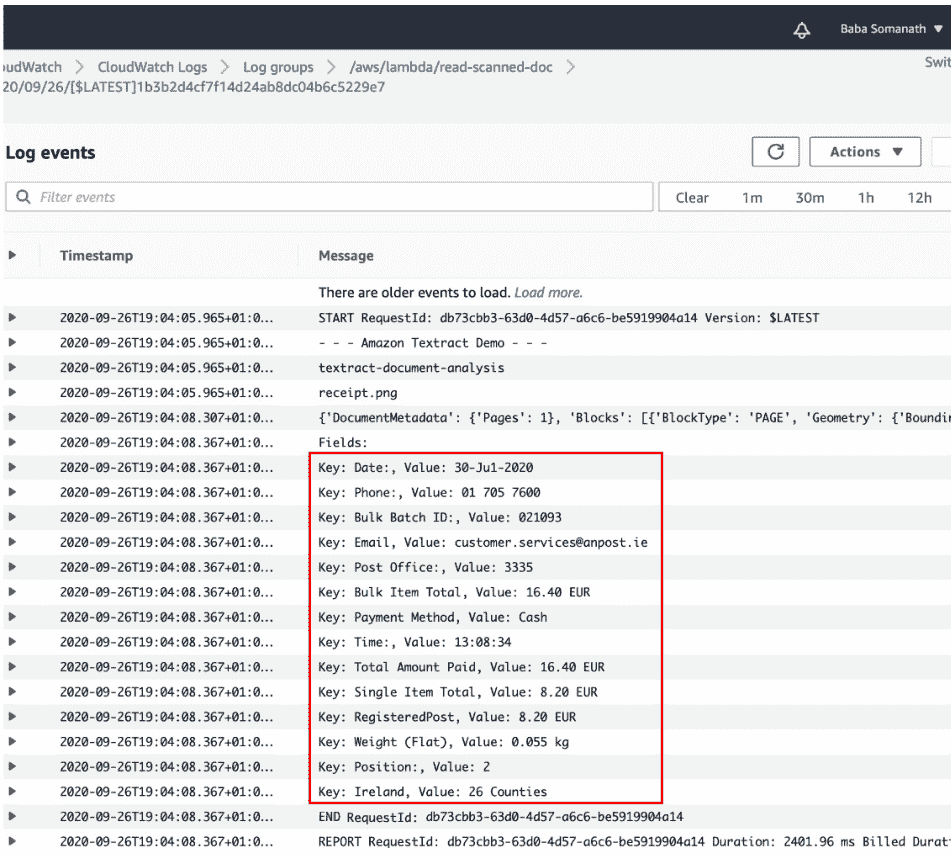 Baba Somanath ▼
oudWatch > CloudWatch Logs > Log groups > /aws/lambda/read-scanned-doc > Swit
20/09/26/[$LATEST]1b3b2d4cf7f14d24ab8dc04b6c5229e7
Log events
Actions ▼
Filter events Clear 1m 30m 1h 12h
Timestamp Message
There are older events to load. Load more.
2020-09-26T19:04:05.965+01:0... START RequestId: db73cbb3-63d0-4d57-a6c6-be5919904a14 Version: $LATEST
2020-09-26T19:04:05.965+01:0... - - - Amazon Textract Demo - - -
2020-09-26T19:04:05.965+01:0... textract-document-analysis
2020-09-26T19:04:05.965+01:0... receipt.png
2020-09-26T19:04:08.307+01:0... {'DocumentMetadata': {'Pages': 1}, 'Blocks': [{'BlockType': 'PAGE', 'Geometry': {'Boundin
2020-09-26T19:04:08.367+01:0... Fields:
2020-09-26T19:04:08.367+01:0... Key: Date:, Value: 30-Ju1-2020
2020-09-26T19:04:08.367+01:0... Key: Phone:, Value: 01 705 7600
2020-09-26T19:04:08.367+01:0... Key: Bulk Batch ID:, Value: 021093
2020-09-26T19:04:08.367+01:0... Key: Email, Value: customer.services@anpost.ie
2020-09-26T19:04:08.367+01:0... Key: Post Office:, Value: 3335
2020-09-26T19:04:08.367+01:0... Key: Bulk Item Total, Value: 16.40 EUR
2020-09-26T19:04:08.367+01:0... Key: Payment Method, Value: Cash
2020-09-26T19:04:08.367+01:0... Key: Time:, Value: 13:08:34
2020-09-26T19:04:08.367+01:0... Key: Total Amount Paid, Value: 16.40 EUR
2020-09-26T19:04:08.367+01:0... Key: Single Item Total, Value: 8.20 EUR
2020-09-26T19:04:08.367+01:0... Key: RegisteredPost, Value: 8.20 EUR
2020-09-26T19:04:08.367+01:0... Key: Weight (Flat), Value: 0.055 kg
2020-09-26T19:04:08.367+01:0... Key: Position:, Value: 2
2020-09-26T19:04:08.367+01:0... Key: Ireland, Value: 26 Counties
2020-09-26T19:04:08.367+01:0... END RequestId: db73cbb3-63d0-4d57-a6c6-be5919904a14
2020-09-26T19:04:08.367+01:0... REPORT RequestId: db73cbb3-63d0-4d57-a6c6-be5919904a14 Duration: 2401.96 ms Billed Durat